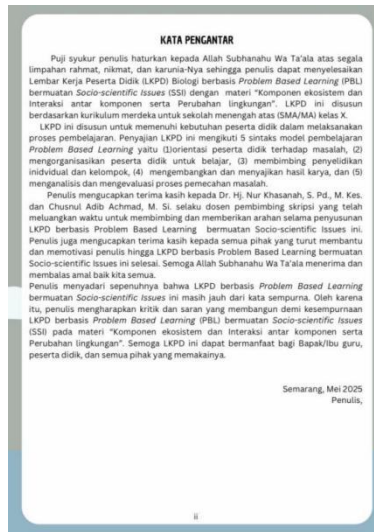 KATA PENGANTAR
Puji syukur penulis haturkan kepada Allah Subhanahu Wa Ta'ala atas segala
limpahan rahmat, nikmat, dan karunia-Nya sehingga penulis dapat menyelesaikan
Lembar Kerja Peserta Didik (LKPD) Biologi berbasis Problem Based Learning (PBL)
bermuatan Socio-scientific Issues (SSI) dengan materi "Komponen ekosistem dan
Interaksi antar komponen serta Perubahan lingkungan". LKPD ini disusun
berdasarkan kurikulum merdeka untuk sekolah menengah atas (SMA/MA) kelas X.
LKPD ini disusun untuk memenuhi kebutuhan peserta didik dalam melaksanakan
proses pembelajaran. Penyajian LKPD ini mengikuti 5 sintaks model pembelajaran
Problem Based Learning yaitu (1)orientasi peserta didik terhadap masalah, (2)
mengorganisasikan peserta didik untuk belajar, (3) membimbing penyelidikan
inidvidual dan kelompok, (4) mengembangkan dan menyajikan hasil karya, dan (5)
menganalisis dan mengevaluasi proses pemecahan masalah.
Penulis mengucapkan terima kasih kepada Dr. Hj. Nur Khasanah, S. Pd., M. Kes.
dan Chusnul Adib Achmad, M. Si. selaku dosen pembimbing skripsi yang telah
meluangkan waktu untuk membimbing dan memberikan arahan selama penyusunan
LKPD berbasis Problem Based Learning bermuatan Socio-scientific Issues ini.
Penulis juga mengucapkan terima kasih kepada semua pihak yang turut membantu
dan memotivasi penulis hingga LKPD berbasis Problem Based Learning bermuatan
Socio-scientific Issues ini selesai. Semoga Allah Subhanahu Wa Ta'ala menerima dan
membalas amal baik kita semua.
Penulis menyadari sepenuhnya bahwa LKPD berbasis Problem Based Learning
bermuatan Socio-scientific Issues ini masih jauh dari kata sempurna. Oleh karena
itu, penulis mengharapkan kritik dan saran yang membangun demi kesempurnaan
LKPD berbasis Problem Based Learning (PBL) bermuatan Socio-scientific Issues
(SSI) pada materi "Komponen ekosistem dan Interaksi antar komponen serta
Perubahan lingkungan". Semoga LKPD ini dapat bermanfaat bagi Bapak/Ibu guru,
peserta didik, dan semua pihak yang memakainya.
Semarang, Mei 2025
Penulis,
ii